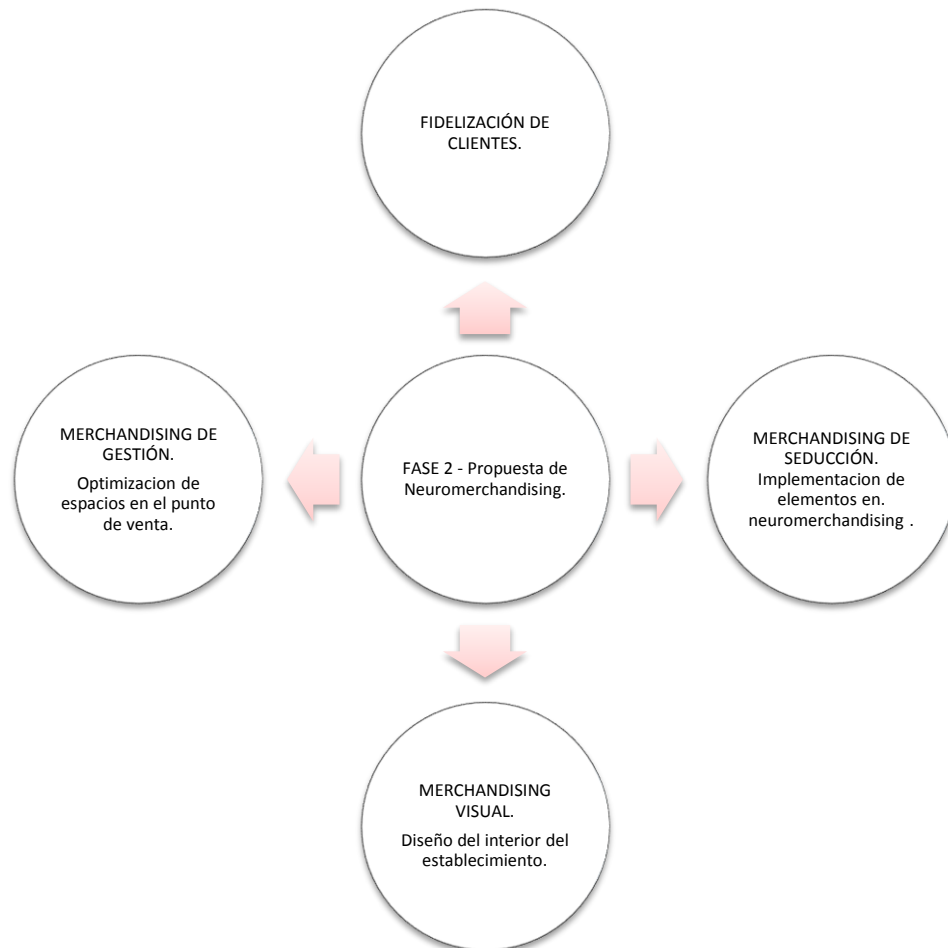 FIDELIZACIÓN DE
CLIENTES.
MERCHANDISING DE
GESTIÓN.
Optimizacion de
espacios en el punto
de venta.
FASE 2 - Propuesta de
Neuromerchandising.
MERCHANDISING DE
SEDUCCIÓN.
Implementacion de
elementos en.
neuromerchandising .
MERCHANDISING
VISUAL.
Diseño del interior del
establecimiento.